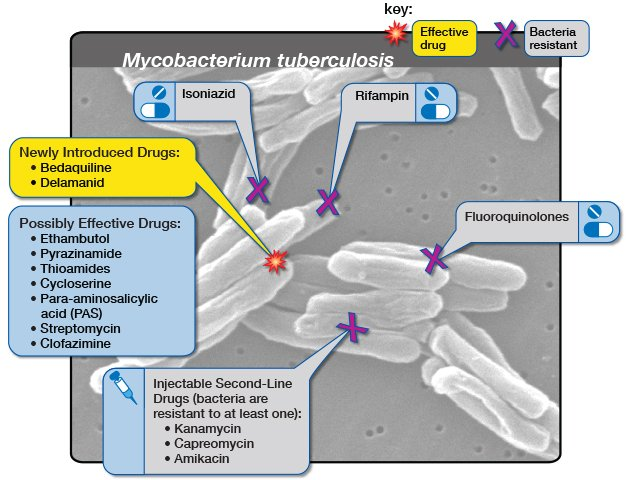 key:
Effective
drug
Bacteria
resistant
Mycobacterium tuberculosis
Isoniazid
Rifampin
Newly Introduced Drugs:
• Bedaquiline
• Delamanid
Possibly Effective Drugs:
• Ethambutol
• Pyrazinamide
• Thioamides
• Cycloserine
• Para-aminosalicylic
acid (PAS)
• Streptomycin
• Clofazimine
Fluoroquinolones
Injectable Second-Line
Drugs (bacteria are
resistant to at least one):
• Kanamycin
• Capreomycin
• Amikacin